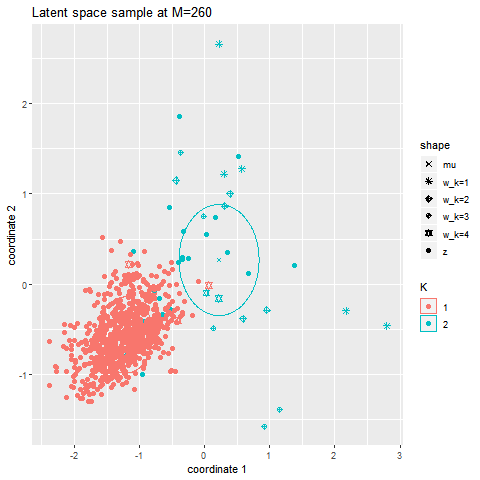 Latent space sample at M=260
coordinate 2
2
1
0
-1
-2
-1
0
1
2
3
coordinate 1
shape
mu
w_k=1
w_k=2
w_k=3
w_k=4
z
K
1
2